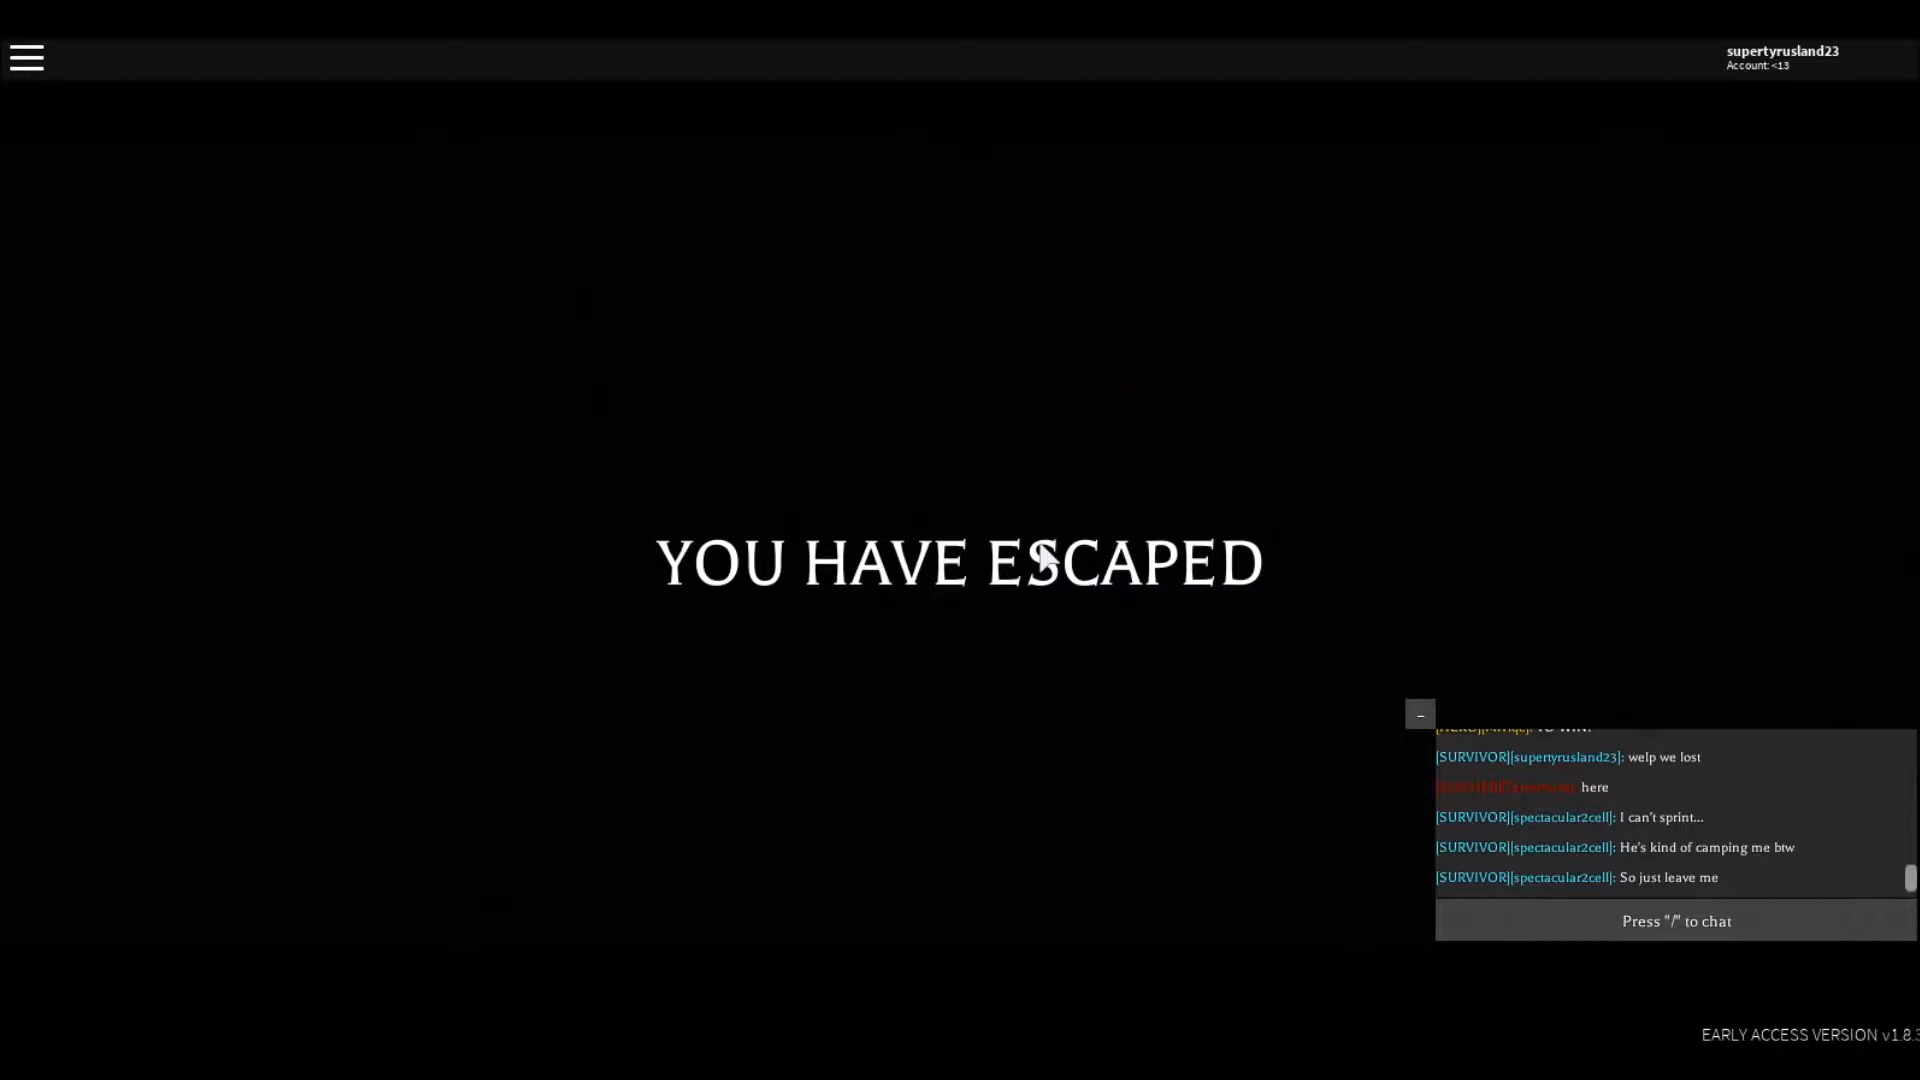 supertyrusland23
Account: <13
YOU HAVE ESCAPED
TO WIN!
[SURVIVOR][supertyrusland23]: welp we lost
here
[SURVIVOR][spectacular2cell]: I can't sprint...
[SURVIVOR][spectacular2cell]: He's kind of camping me btw
[SURVIVOR][spectacular2cell]: So just leave me
Press "/" to chat
EARLY ACCESS VERSION v1.8.3